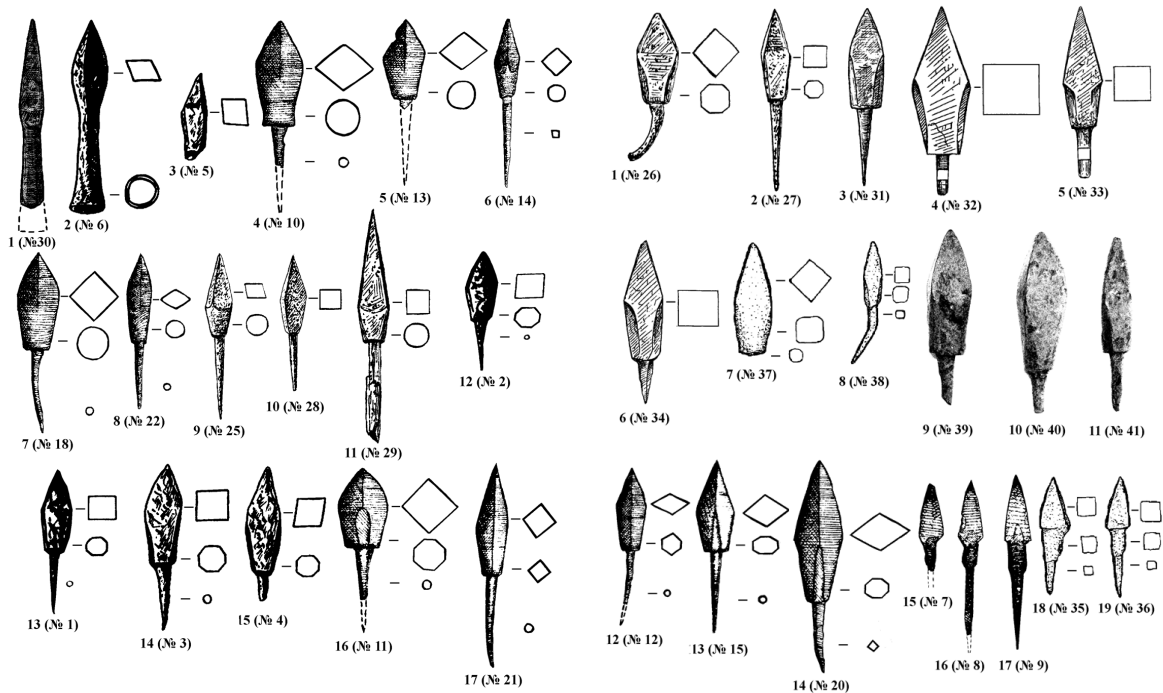 1 (№30)
2 (№ 6)
3 (№ 5)
4 (№ 10)
5 (№ 13)
6 (№ 14)
7 (№ 18)
8 (№ 22)
9 (№ 25)
10 (№ 28)
11 (№ 29)
12 (№ 2)
13 (№ 1)
14 (№ 3)
15 (№ 4)
16 (№ 11)
17 (№ 21)
1 (№ 26)
2 (№ 27)
3 (№ 31)
4 (№ 32)
5 (№ 33)
6 (№ 34)
7 (№ 37)
8 (№ 38)
9 (№ 39)
10 (№ 40)
11 (№ 41)
12 (№ 12)
13 (№ 15)
14 (№ 20)
15 (№ 7)
16 (№ 8)
17 (№ 9)
18 (№ 35)
19 (№ 36)